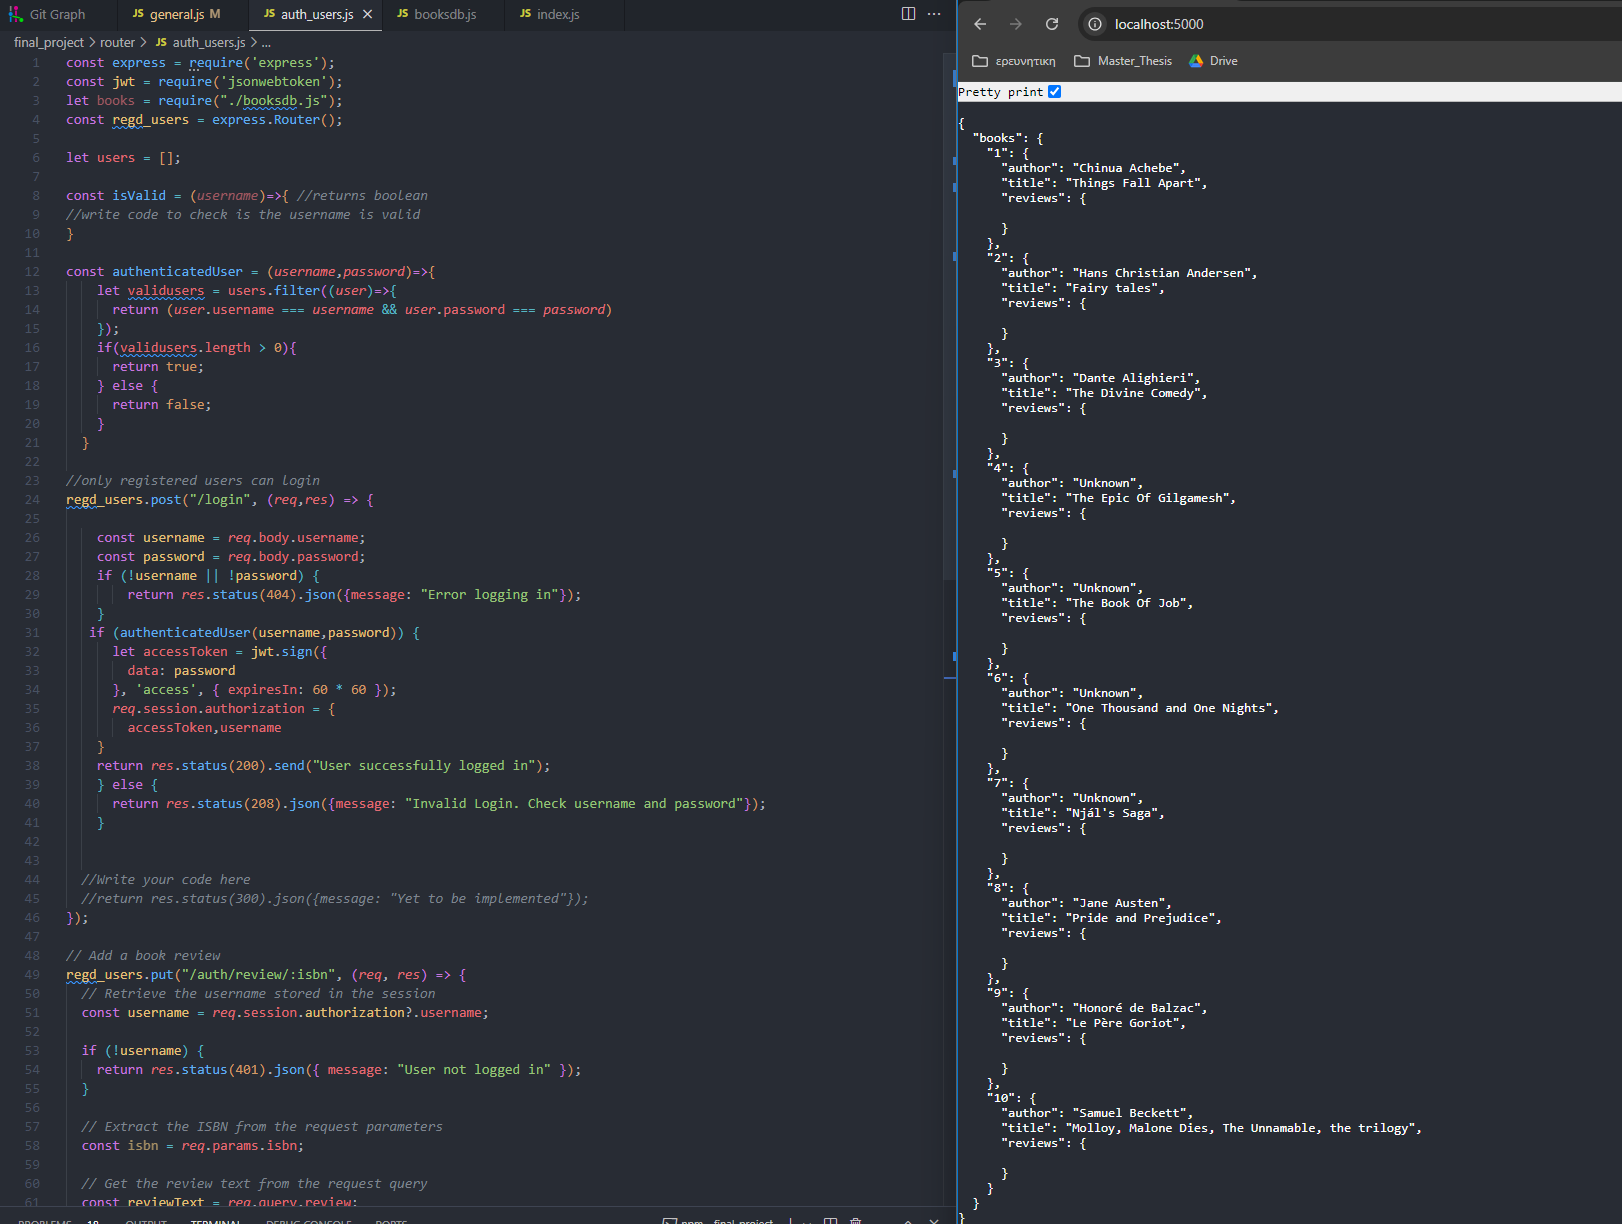 Git Graph
JS general.js M
JS auth_users.js
JS booksdb.js
JS index.js
final_project > router > JS auth_users.js > ...
1 const express = require('express');
2 const jwt = require('jsonwebtoken');
3 let books = require("./booksdb.js");
4 const regd_users = express.Router();
5
6 let users = [];
7
8 const isValid = (username)=>{ //returns boolean
9 //write code to check is the username is valid
10 }
11
12 const authenticatedUser = (username,password)=>{
13 let validusers = users.filter((user)=>{
14 return (user.username === username && user.password === password)
15 });
16 if(validusers.length > 0){
17 return true;
18 } else {
19 return false;
20 }
21 }
22
23 //only registered users can login
24 regd_users.post("/login", (req,res) => {
25
26 const username = req.body.username;
27 const password = req.body.password;
28 if (!username || !password) {
29 return res.status(404).json({message: "Error logging in"});
30 }
31 if (authenticatedUser(username,password)) {
32 let accessToken = jwt.sign({
33 data: password
34 }, 'access', { expiresIn: 60 * 60 });
35 req.session.authorization = {
36 accessToken,username
37 }
38 return res.status(200).send("User successfully logged in");
39 } else {
40 return res.status(208).json({message: "Invalid Login. Check username and password"});
41 }
42
43
44 //Write your code here
45 //return res.status(300).json({message: "Yet to be implemented"});
46 });
47
48 // Add a book review
49 regd_users.put("/auth/review/:isbn", (req, res) => {
50 // Retrieve the username stored in the session
51 const username = req.session.authorization?.username;
52
53 if (!username) {
54 return res.status(401).json({ message: "User not logged in" });
55 }
56
57 // Extract the ISBN from the request parameters
58 const isbn = req.params.isbn;
59
60 // Get the review text from the request query
61 const reviewText = req.query.review;
PROBLEMS 18 OUTPUT TERMINAL DEBUG CONSOLE PORTS
npm - final_project
localhost:5000
ερευνητικη
Master_Thesis
Drive
Pretty print
{
"books": {
"1": {
"author": "Chinua Achebe",
"title": "Things Fall Apart",
"reviews": {
}
},
"2": {
"author": "Hans Christian Andersen",
"title": "Fairy tales",
"reviews": {
}
},
"3": {
"author": "Dante Alighieri",
"title": "The Divine Comedy",
"reviews": {
}
},
"4": {
"author": "Unknown",
"title": "The Epic Of Gilgamesh",
"reviews": {
}
},
"5": {
"author": "Unknown",
"title": "The Book Of Job",
"reviews": {
}
},
"6": {
"author": "Unknown",
"title": "One Thousand and One Nights",
"reviews": {
}
},
"7": {
"author": "Unknown",
"title": "Njál's Saga",
"reviews": {
}
},
"8": {
"author": "Jane Austen",
"title": "Pride and Prejudice",
"reviews": {
}
},
"9": {
"author": "Honoré de Balzac",
"title": "Le Père Goriot",
"reviews": {
}
},
"10": {
"author": "Samuel Beckett",
"title": "Molloy, Malone Dies, The Unnamable, the trilogy",
"reviews": {
}
}
}
}